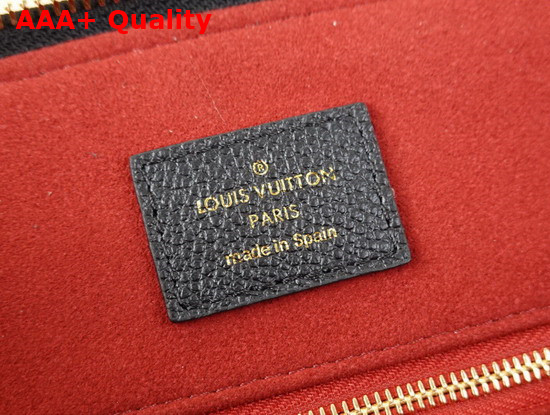 AAA+ Quality
®
LOUIS VUITTON
PARIS
made in Spain